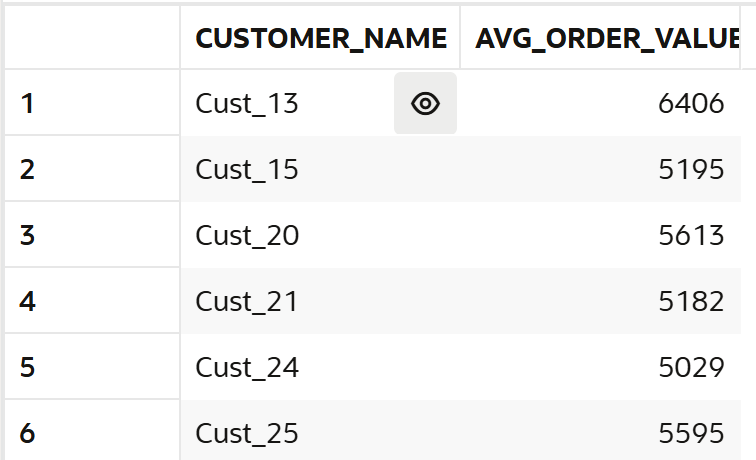 CUSTOMER_NAME AVG_ORDER_VALUE
1 Cust_13 6406
2 Cust_15 5195
3 Cust_20 5613
4 Cust_21 5182
5 Cust_24 5029
6 Cust_25 5595